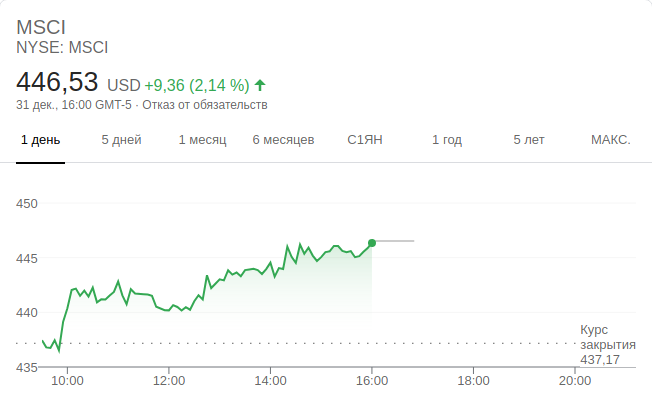 MSCI
NYSE: MSCI
446,53 USD +9,36 (2,14 %)
31 дек., 16:00 GMT-5 · Отказ от обязательств
1 день 5 дней 1 месяц 6 месяцев С1ЯН 1 год 5 лет МАКС.
450
445
440
435
Курс
закрытия
437,17
10:00 12:00 14:00 16:00 18:00 20:00